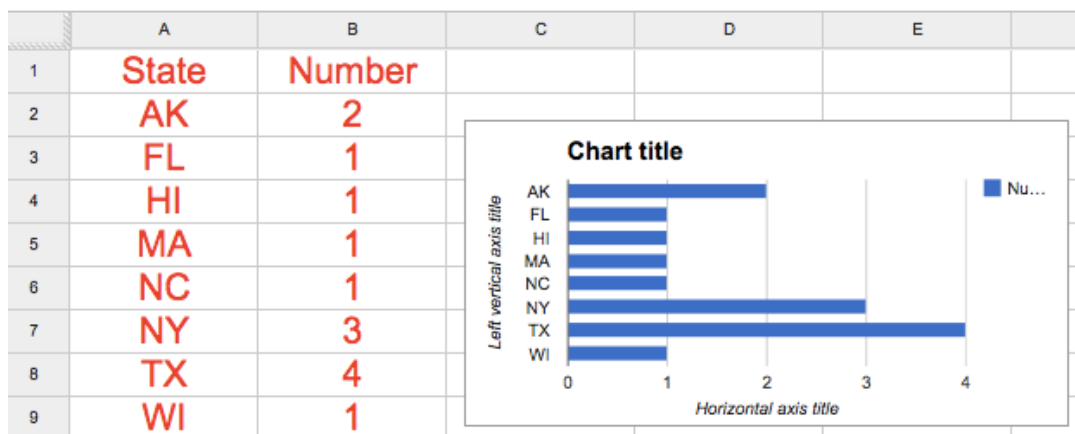 A B C D E
1 State Number
2 AK 2
3 FL 1
4 HI 1
5 MA 1
6 NC 1
7 NY 3
8 TX 4
9 WI 1
Chart title
Left vertical axis title
AK
FL
HI
MA
NC
NY
TX
WI
0 1 2 3 4
Horizontal axis title
Nu...